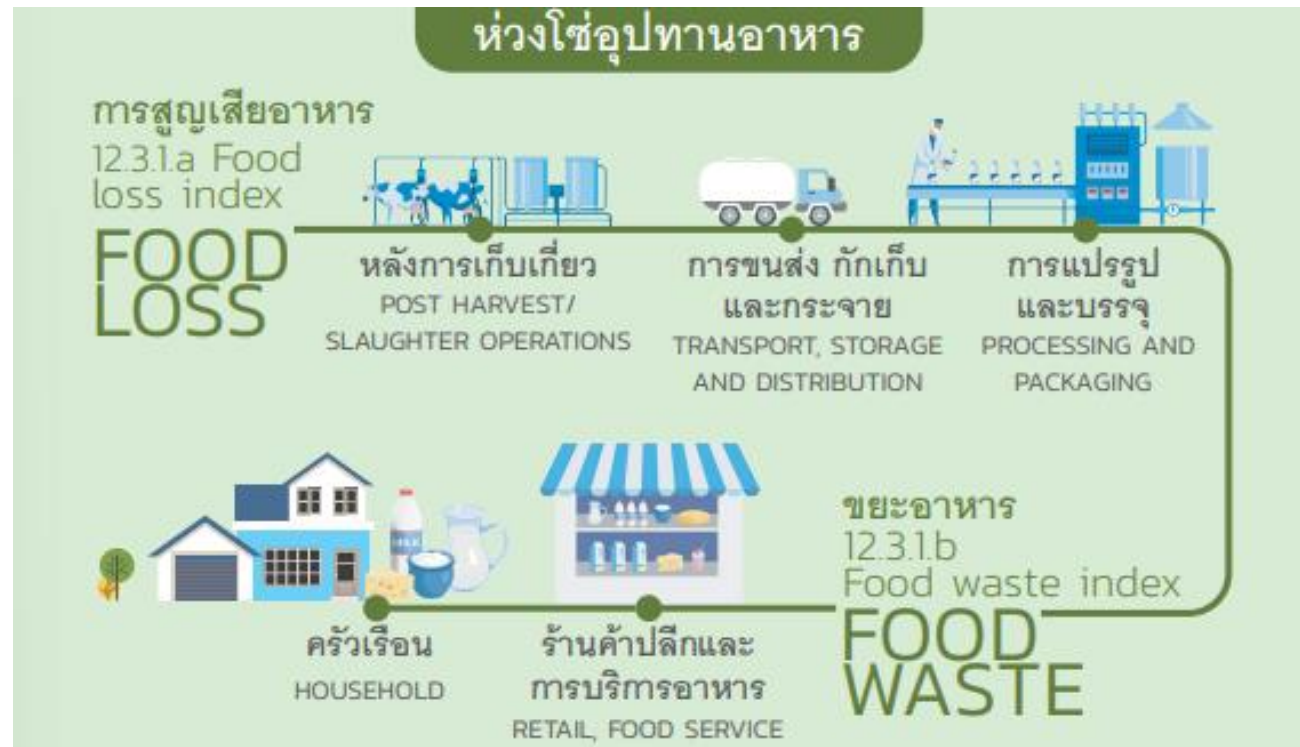 ห่วงโซ่อุปทานอาหาร
การสูญเสียอาหาร
12.3.1.a Food
loss index
FOOD
LOSS
หลังการเก็บเกี่ยว
POST HARVEST/
SLAUGHTER OPERATIONS
การขนส่ง กักเก็บ
และกระจาย
TRANSPORT, STORAGE
AND DISTRIBUTION
การแปรรูป
และบรรจุ
PROCESSING AND
PACKAGING
ขยะอาหาร
12.3.1.b
Food waste index
FOOD
WASTE
ร้านค้าปลีกและ
การบริการอาหาร
RETAIL, FOOD SERVICE
ครัวเรือน
HOUSEHOLD
MILK